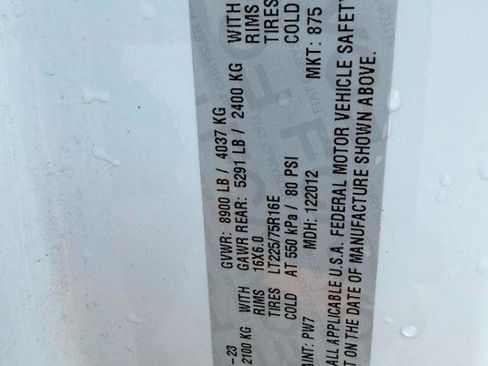 -23 GVWR: 8900 LB / 4037 KG
2100 KG WITH GAWR REAR: 5291 LB / 2400 KG WITH
RIMS 16X6.0 RIMS
TIRES LT225/75R16E TIRES
COLD AT 550 kPa / 80 PSI COLD
AINT: PW7 MDH: 122012 MKT: 875
ALL APPLICABLE U.S.A. FEDERAL MOTOR VEHICLE SAFETY
T ON THE DATE OF MANUFACTURE SHOWN ABOVE.